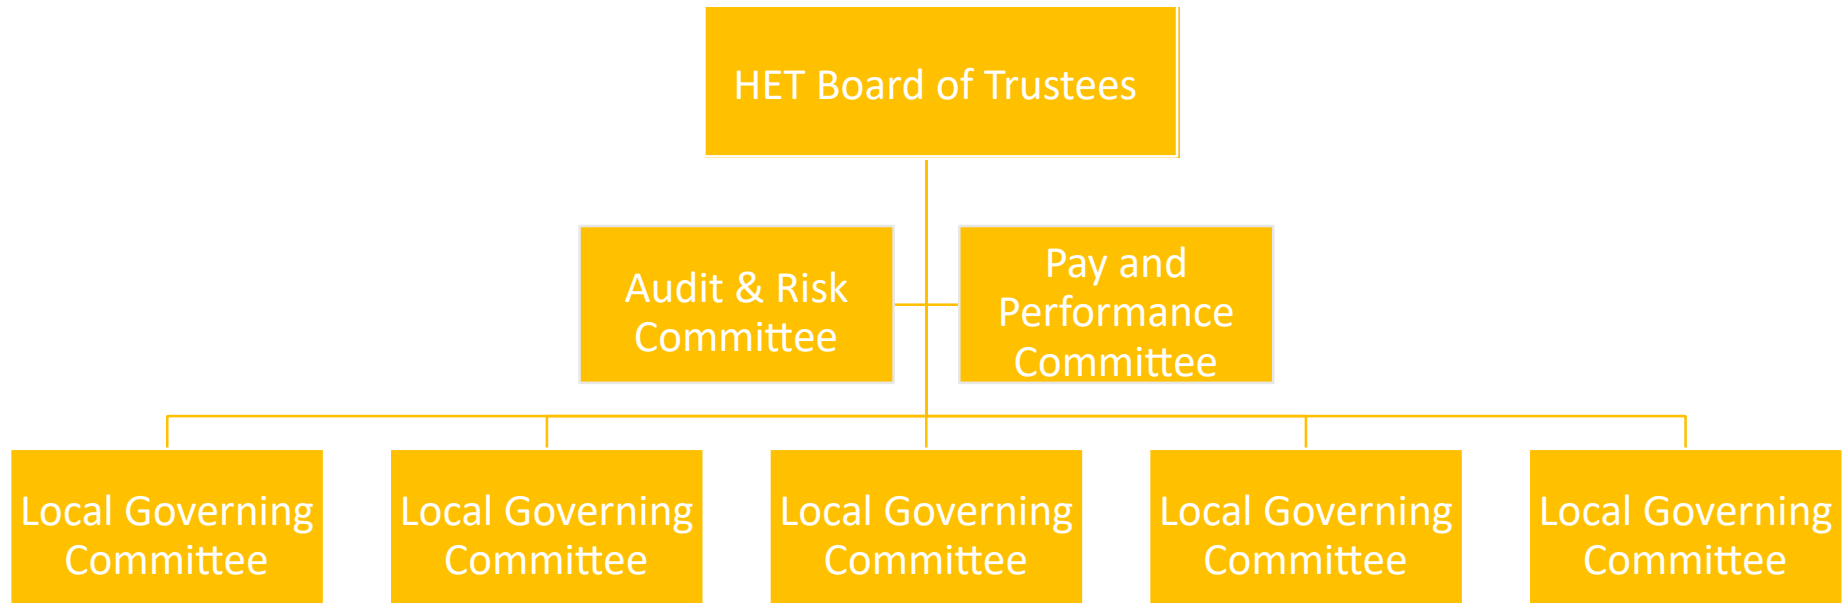 HET Board of Trustees
Audit & Risk
Committee
Pay and
Performance
Committee
Local Governing
Committee
Local Governing
Committee
Local Governing
Committee
Local Governing
Committee
Local Governing
Committee